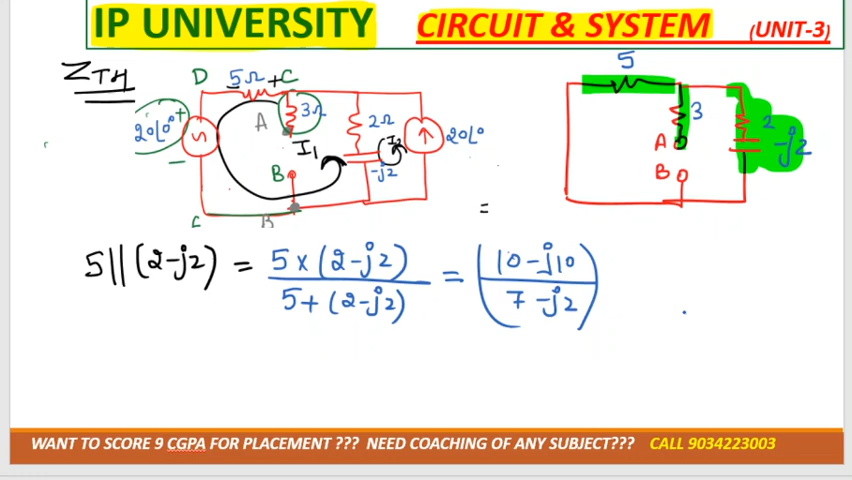 IP UNIVERSITY CIRCUIT & SYSTEM (UNIT-3)
ZTH
D 5Ω + C
20∠0° +
−
A 3Ω
I1
2Ω
-j2
20∠0°
B
B
=
5
3
2
-j2
A
B
5||(2-j2) = 5×(2-j2) / 5+(2-j2) = (10-j10 / 7-j2)
WANT TO SCORE 9 CGPA FOR PLACEMENT ??? NEED COACHING OF ANY SUBJECT??? CALL 9034223003